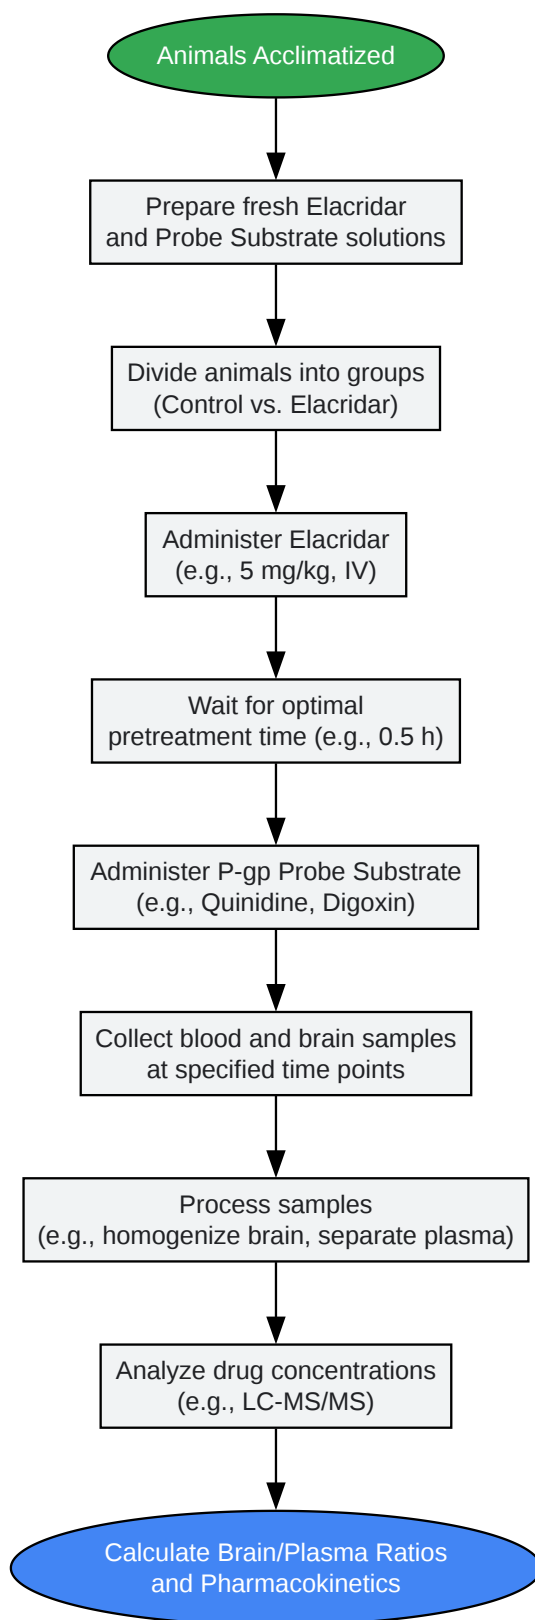 Animals Acclimatized
Prepare fresh Elacridar
and Probe Substrate solutions
Divide animals into groups
(Control vs. Elacridar)
Administer Elacridar
(e.g., 5 mg/kg, IV)
Wait for optimal
pretreatment time (e.g., 0.5 h)
Administer P-gp Probe Substrate
(e.g., Quinidine, Digoxin)
Collect blood and brain samples
at specified time points
Process samples
(e.g., homogenize brain, separate plasma)
Analyze drug concentrations
(e.g., LC-MS/MS)
Calculate Brain/Plasma Ratios
and Pharmacokinetics